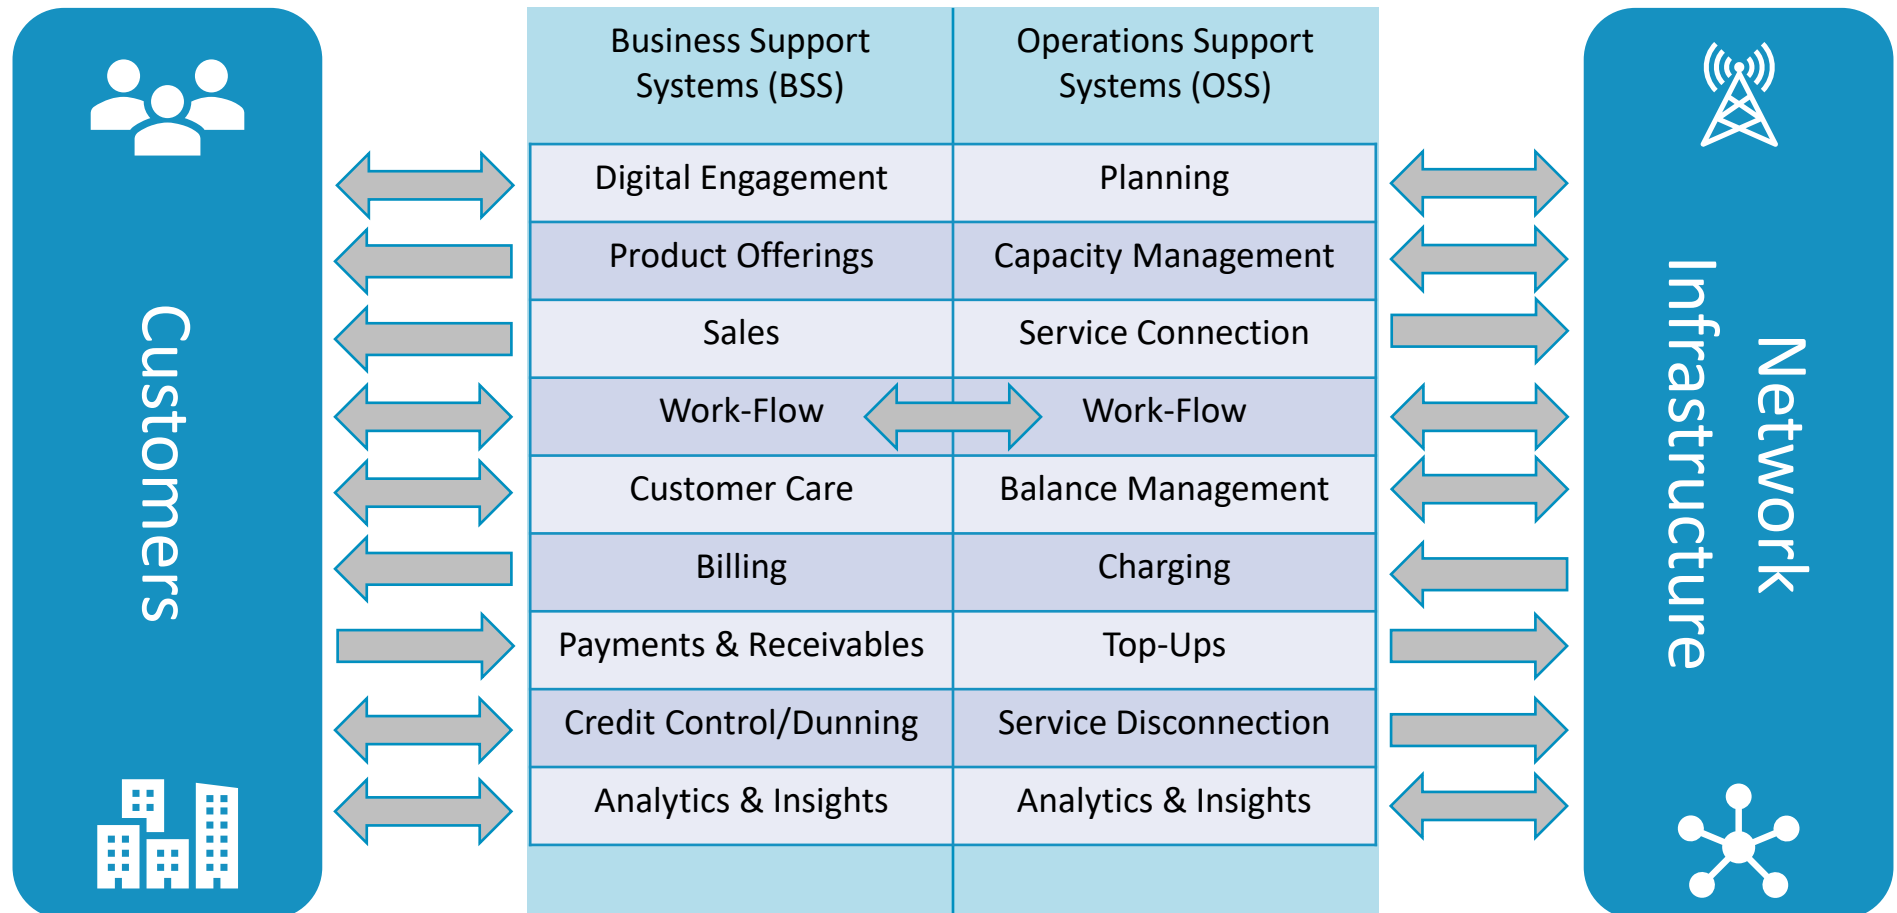 Customers
Business Support
Systems (BSS)
Operations Support
Systems (OSS)
Digital Engagement
Planning
Product Offerings
Capacity Management
Sales
Service Connection
Work-Flow
Work-Flow
Customer Care
Balance Management
Billing
Charging
Payments & Receivables
Top-Ups
Credit Control/Dunning
Service Disconnection
Analytics & Insights
Analytics & Insights
Network
Infrastructure